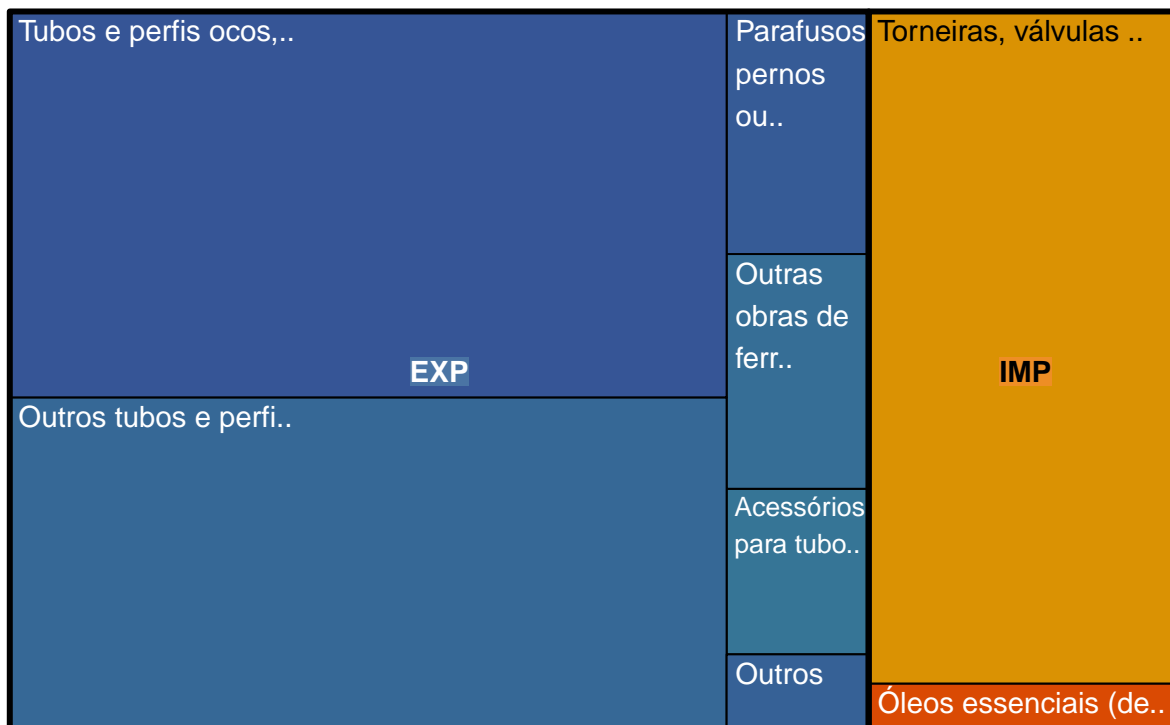 Tubos e perfis ocos,..
EXP
Outros tubos e perfi..
Parafusos
pernos
ou..
Outras
obras de
ferr..
Acessórios
para tubo..
Outros
Torneiras, válvulas ..
IMP
Óleos essenciais (de..